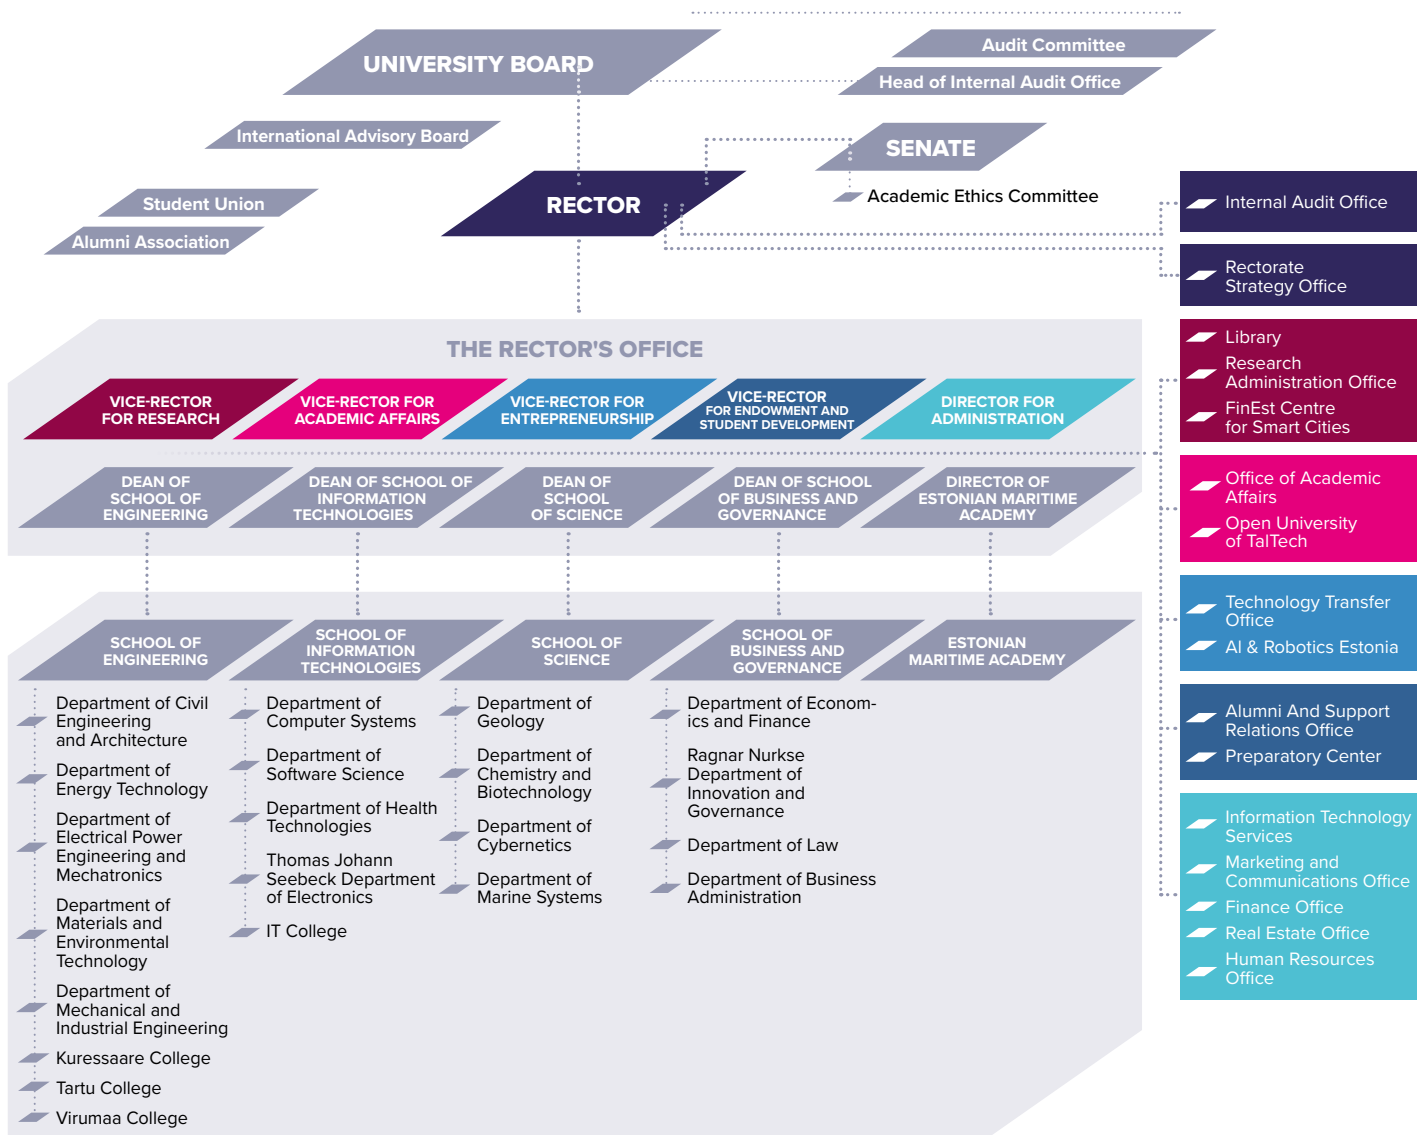 UNIVERSITY BOARD
Audit Committee
Head of Internal Audit Office
International Advisory Board
SENATE
Academic Ethics Committee
RECTOR
Student Union
Alumni Association
Internal Audit Office
Rectorate
Strategy Office
THE RECTOR'S OFFICE
VICE-RECTOR
FOR RESEARCH
VICE-RECTOR FOR
ACADEMIC AFFAIRS
VICE-RECTOR FOR
ENTREPRENEURSHIP
VICE-RECTOR
FOR ENDOWMENT AND
STUDENT DEVELOPMENT
DIRECTOR FOR
ADMINISTRATION
DEAN OF
SCHOOL OF
ENGINEERING
DEAN OF SCHOOL OF
INFORMATION
TECHNOLOGIES
DEAN OF
SCHOOL
OF SCIENCE
DEAN OF SCHOOL
OF BUSINESS AND
GOVERNANCE
DIRECTOR OF
ESTONIAN MARITIME
ACADEMY
Library
Research
Administration Office
FinEst Centre
for Smart Cities
Office of Academic
Affairs
Open University
of TalTech
Technology Transfer
Office
AI & Robotics Estonia
Alumni And Support
Relations Office
Preparatory Center
Information Technology
Services
Marketing and
Communications Office
Finance Office
Real Estate Office
Human Resources
Office
SCHOOL OF
ENGINEERING
Department of Civil
Engineering
and Architecture
Department of
Energy Technology
Department of
Electrical Power
Engineering and
Mechatronics
Department of
Materials and
Environmental
Technology
Department of
Mechanical and
Industrial Engineering
Kuressaare College
Tartu College
Virumaa College
SCHOOL OF
INFORMATION
TECHNOLOGIES
Department of
Computer Systems
Department of
Software Science
Department of Health
Technologies
Thomas Johann
Seebeck Department
of Electronics
IT College
SCHOOL OF
SCIENCE
Department of
Geology
Department of
Chemistry and
Biotechnology
Department of
Cybernetics
Department of
Marine Systems
SCHOOL OF
BUSINESS AND
GOVERNANCE
Department of Econom-
ics and Finance
Ragnar Nurkse
Department of
Innovation and
Governance
Department of Law
Department of Business
Administration
ESTONIAN
MARITIME ACADEMY